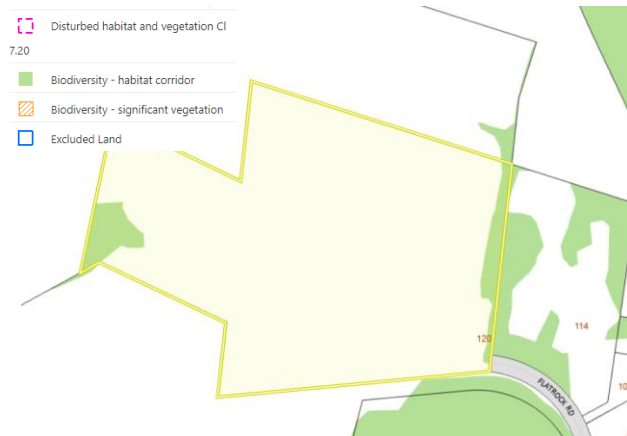 Disturbed habitat and vegetation Cl
7.20
Biodiversity - habitat corridor
Biodiversity - significant vegetation
Excluded Land
120
114
10
FLATROCK RD